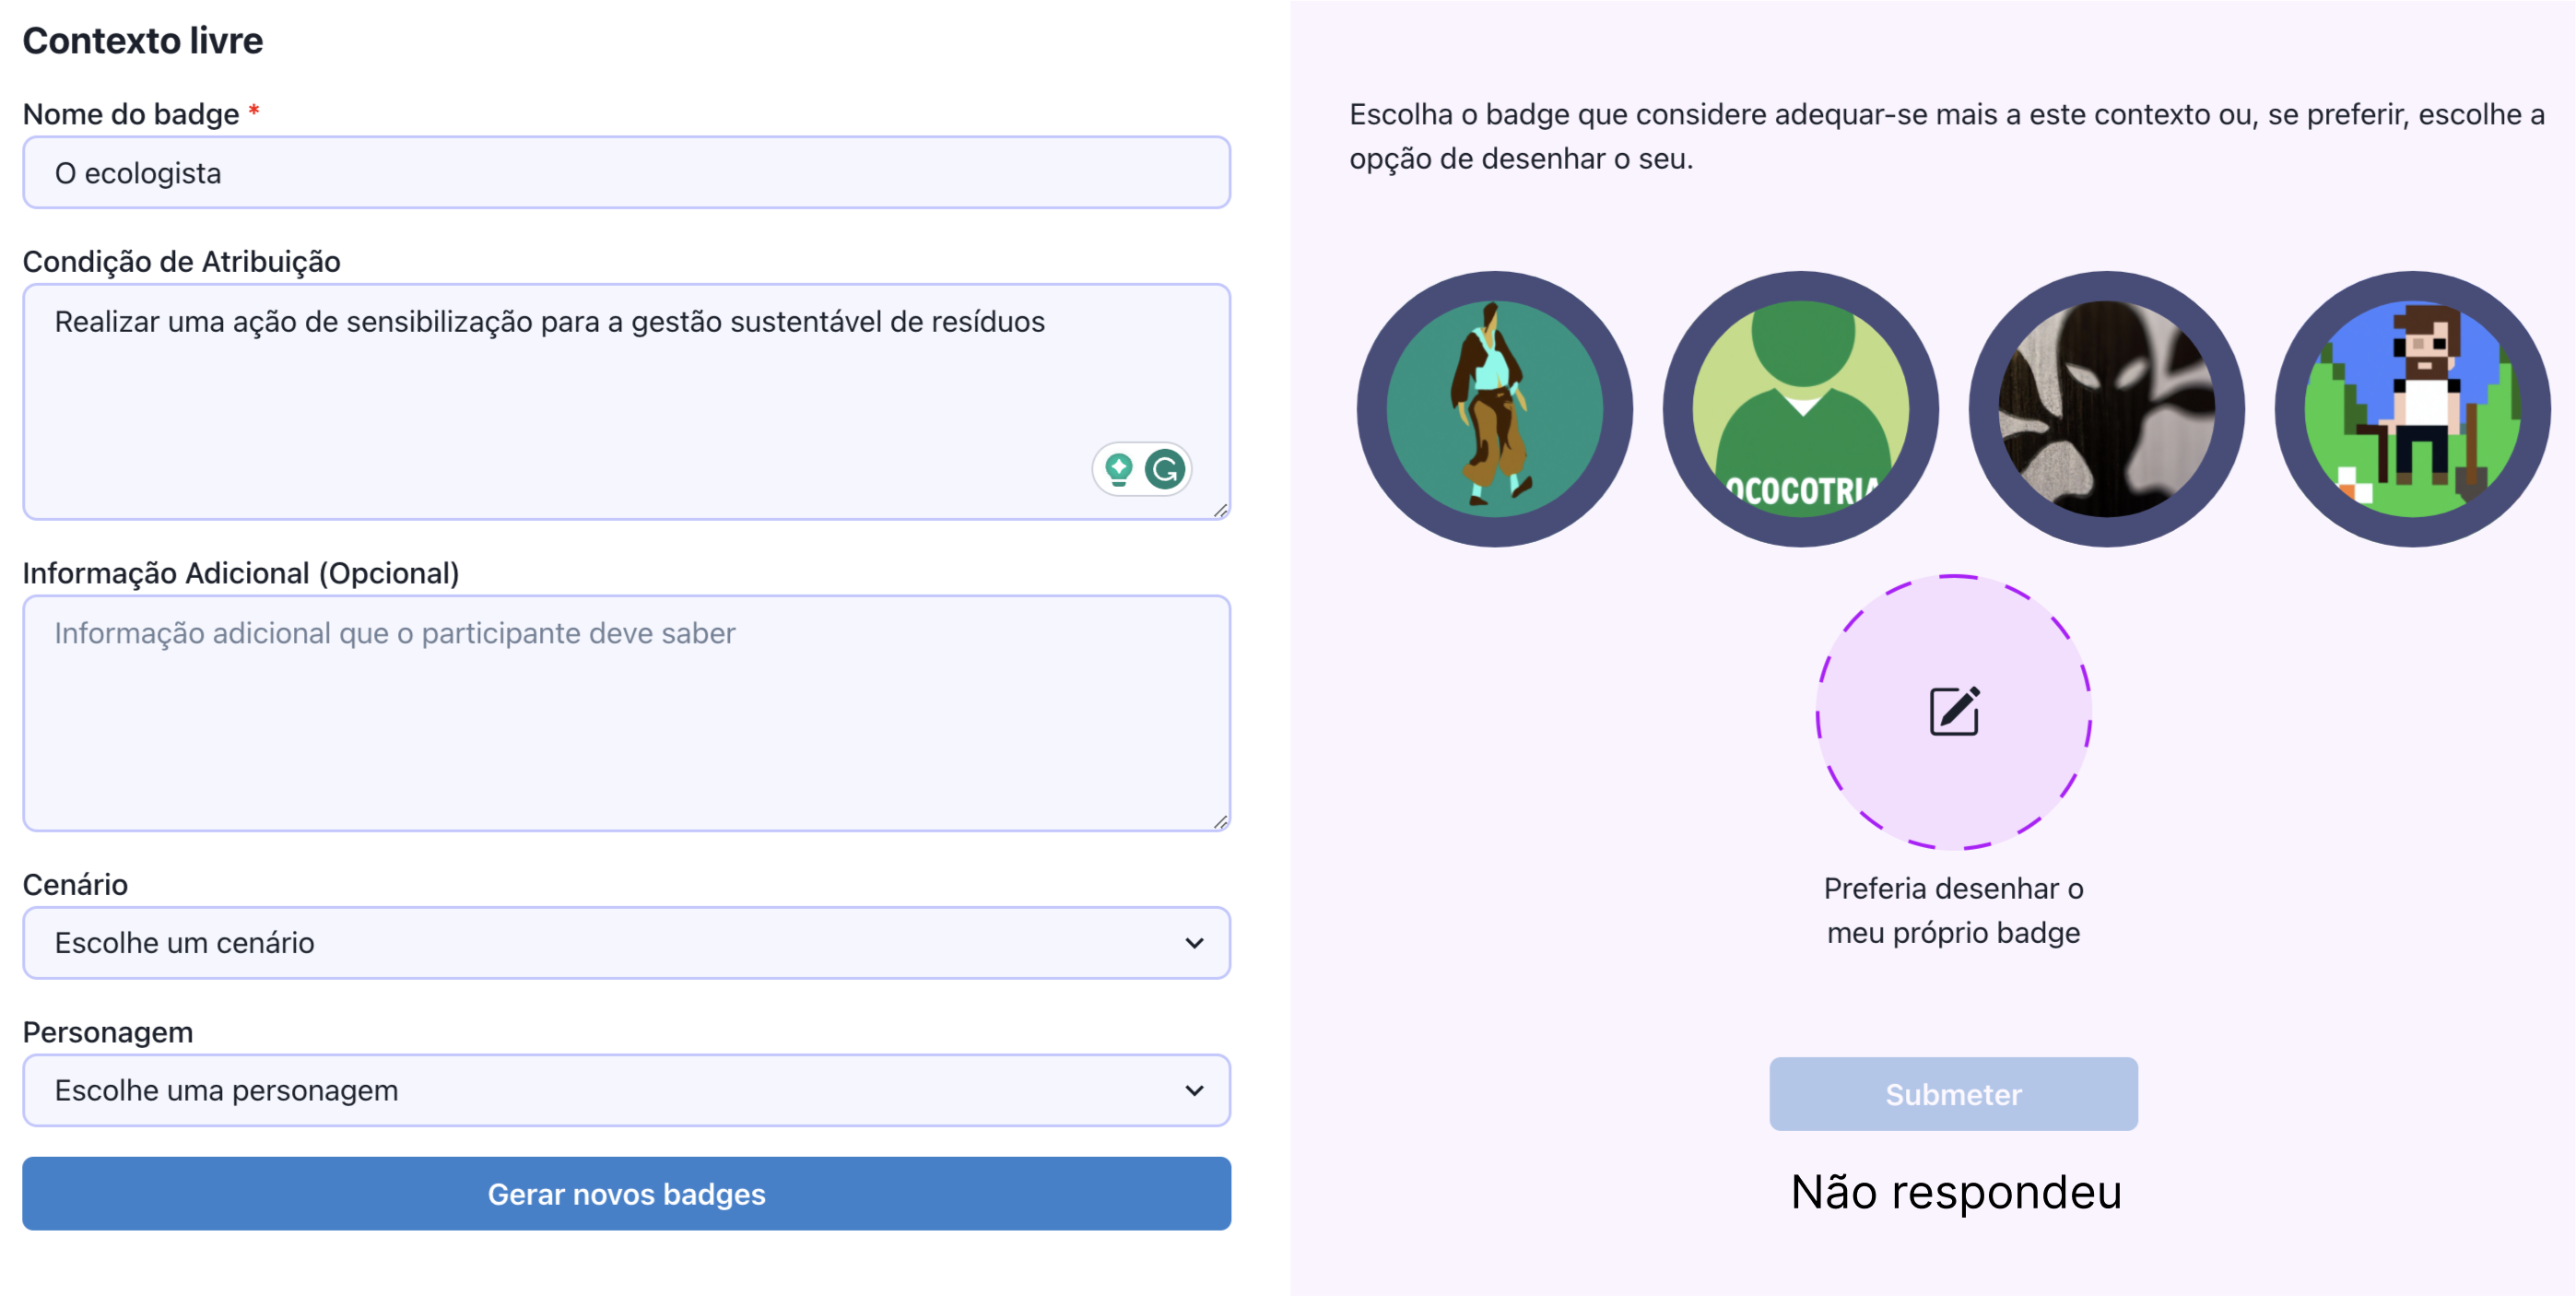 Contexto livre
Nome do badge *
O ecologista
Condição de Atribuição
Realizar uma ação de sensibilização para a gestão sustentável de resíduos
Informação Adicional (Opcional)
Informação adicional que o participante deve saber
Cenário
Escolhe um cenário
Personagem
Escolhe uma personagem
Gerar novos badges
Escolha o badge que considere adequar-se mais a este contexto ou, se preferir, escolhe a
opção de desenhar o seu.
OCOCOTRIA
Preferia desenhar o
meu próprio badge
Submeter
Não respondeu